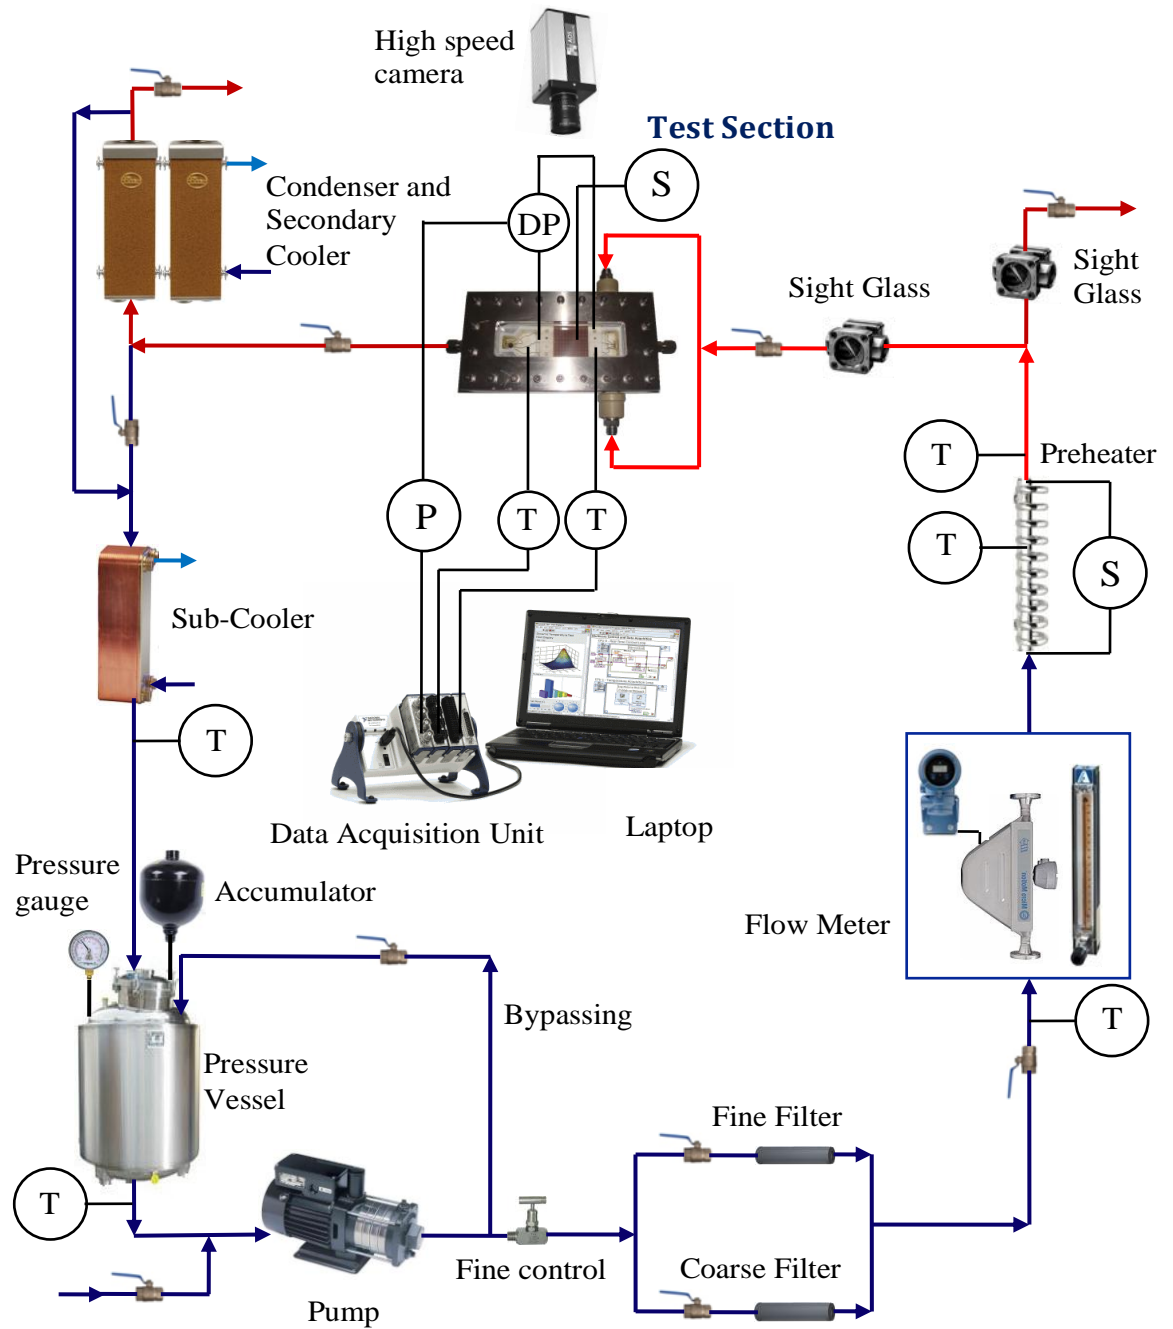 High speed
camera
Test Section
S
DP
Condenser and
Secondary
Cooler
Sight Glass
Sight
Glass
T
Preheater
P
T
T
T
S
Sub-Cooler
T
Data Acquisition Unit
Laptop
Pressure
gauge
Accumulator
Flow Meter
Bypassing
T
Pressure
Vessel
Fine Filter
T
Fine control
Coarse Filter
Pump